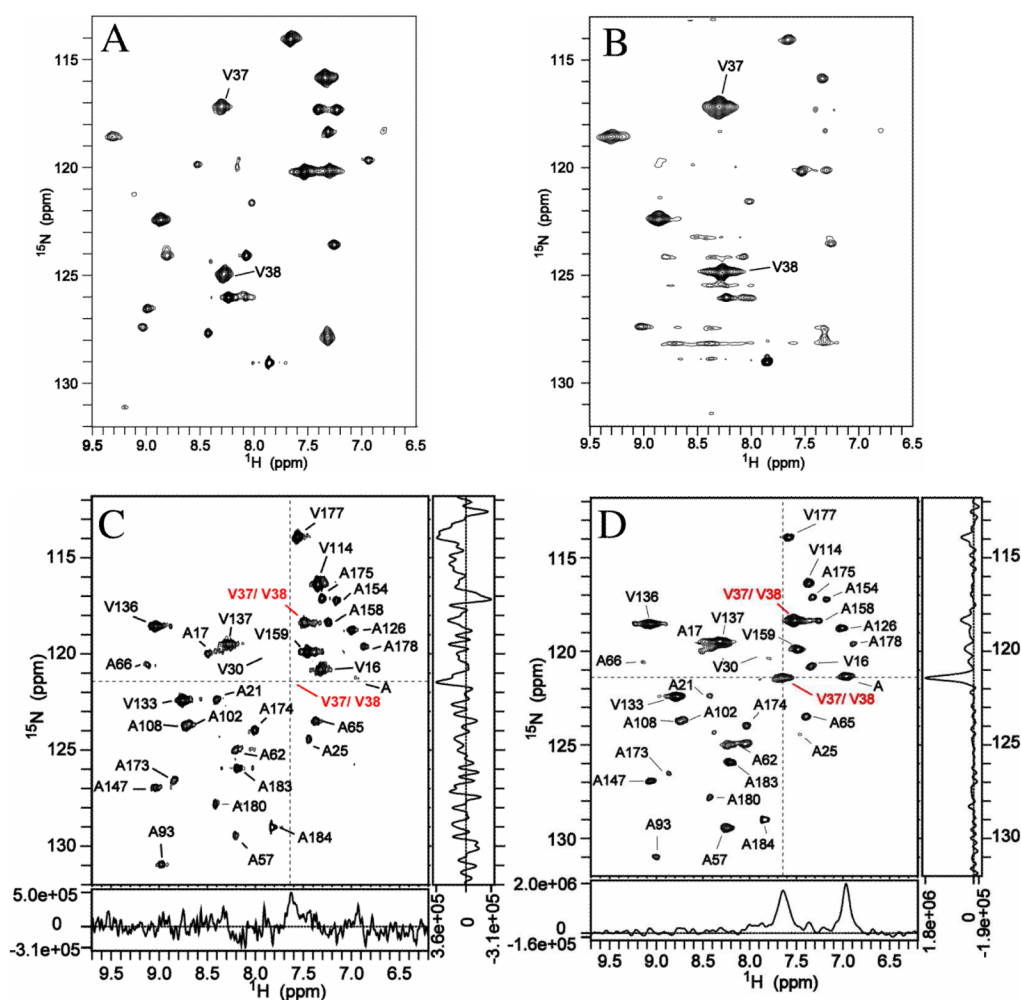 A
V37
V38
115
120
125
130
15N (ppm)
9.5 9.0 8.5 8.0 7.5 7.0 6.5
1H (ppm)
B
V37
V38
115
120
125
130
15N (ppm)
9.5 9.0 8.5 8.0 7.5 7.0 6.5
1H (ppm)
C
V177
V114
A175
A154
V37/ V38
A158
V136
V137
A126
A17
V159
A178
A66
V30
V16
A
V37/ V38
V133
A21
A174
A108
A102
A65
A25
A173
A62
A147
A183
A180
A184
A93
A57
115
120
125
131
15N (ppm)
5.0e+05
0
-3.1e+05
9.0 8.5 8.0 7.5 7.0
1H (ppm)
3.6e+05
0
-3.1e+05
D
V177
V114
A175
A154
V37/ V38
A158
V136
V137
A126
A17
V159
A178
A66
V30
V16
A
V37/ V38
A21
V133
A174
A108
A102
A65
A25
A173
A62
A147
A183
A180
A93
A184
A57
115
120
125
130
15N (ppm)
115
120
125
132
2.0e+06
0
-1.6e+05
9.0 8.5 8.0 7.5 7.0
1H (ppm)
1.8e+06
0
-1.9e+05